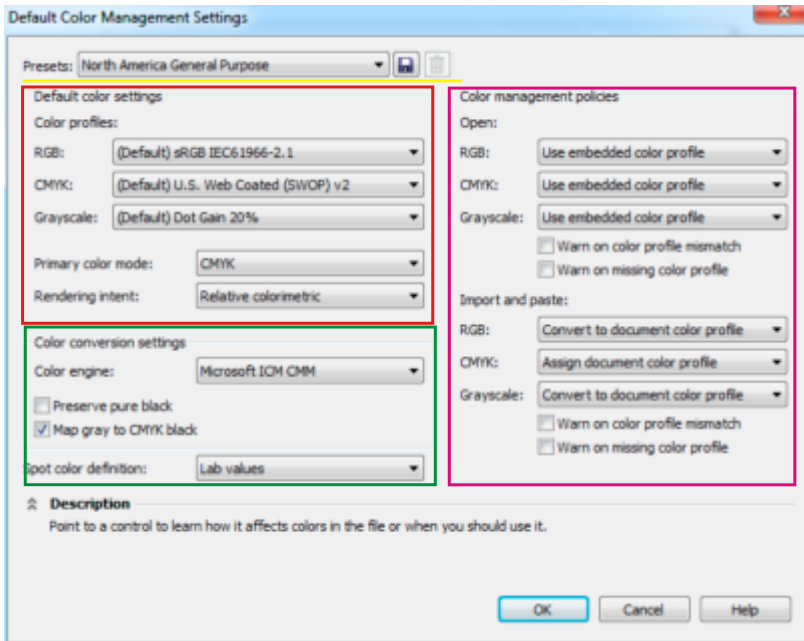 Default Color Management Settings
Presets: North America General Purpose
Default color settings
Color profiles:
RGB: (Default) sRGB IEC61966-2.1
CMYK: (Default) U.S. Web Coated (SWOP) v2
Grayscale: (Default) Dot Gain 20%
Primary color mode: CMYK
Rendering intent: Relative colorimetric
Color conversion settings
Color engine: Microsoft ICM CMM
Preserve pure black
Map gray to CMYK black
Spot color definition: Lab values
Color management policies
Open:
RGB: Use embedded color profile
CMYK: Use embedded color profile
Grayscale: Use embedded color profile
Warn on color profile mismatch
Warn on missing color profile
Import and paste:
RGB: Convert to document color profile
CMYK: Assign document color profile
Grayscale: Convert to document color profile
Warn on color profile mismatch
Warn on missing color profile
Description
Point to a control to learn how it affects colors in the file or when you should use it.
OK Cancel Help